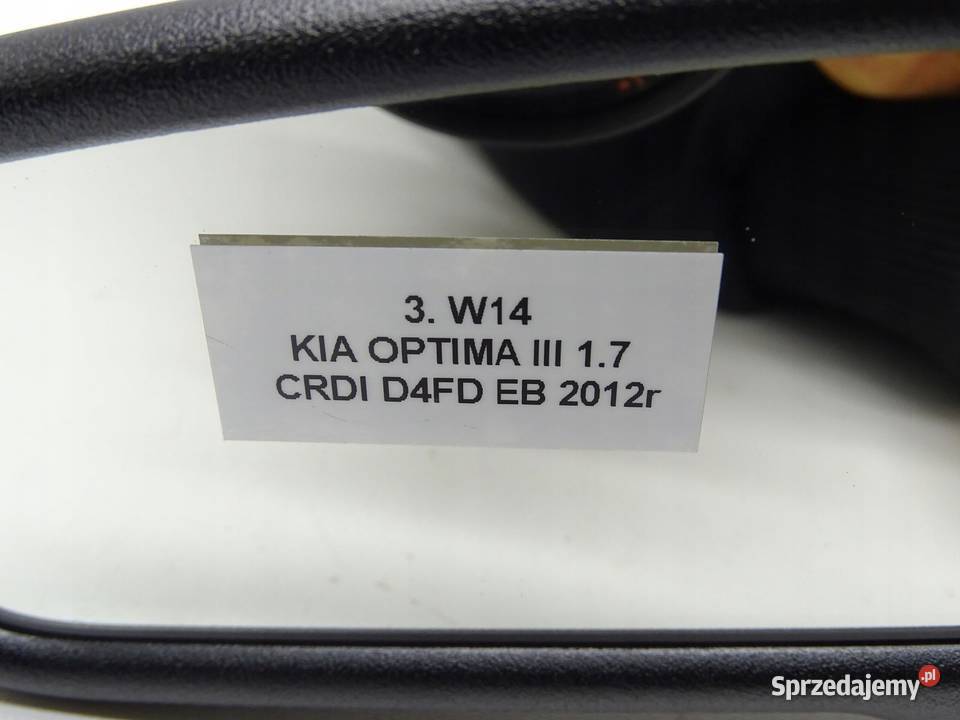 3. W14
KIA OPTIMA III 1.7
CRDI D4FD EB 2012r
Sprzedajemy.pl